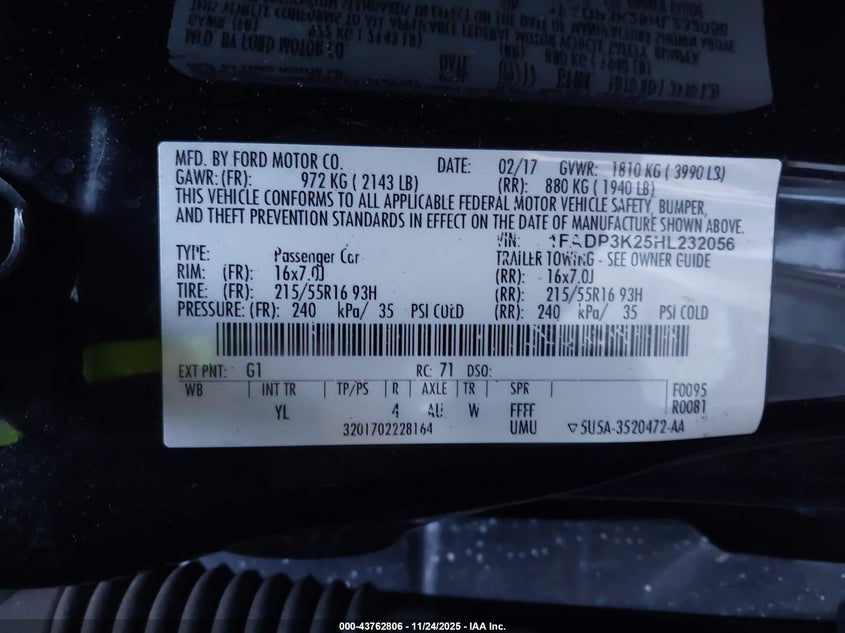 MFD. BY FORD MOTOR CO. DATE: 02/17 GVWR: 1810 KG ( 3990 LB)
GAWR: (FR): 972 KG ( 2143 LB) (RR): 880 KG ( 1940 LB)
THIS VEHICLE CONFORMS TO ALL APPLICABLE FEDERAL MOTOR VEHICLE SAFETY, BUMPER,
AND THEFT PREVENTION STANDARDS IN EFFECT ON THE DATE OF MANUFACTURE SHOWN ABOVE.
VIN: 1FADP3K25HL232056
TYPE: Passenger Car TRAILER TOWING - SEE OWNER GUIDE
RIM: (FR): 16x7.0J (RR): 16x7.0J
TIRE: (FR): 215/55R16 93H (RR): 215/55R16 93H
PRESSURE: (FR): 240 kPa/ 35 PSI COLD (RR): 240 kPa/ 35 PSI COLD
EXT PNT: G1 RC: 71 DSO:
WB INT TR TP/PS R AXLE TR SPR F0095
YL 4 AU W FFFF R0081
3201702228164 UMU ▽5U5A-3520472-AA
000-43762806 - 11/24/2025 - IAA Inc.